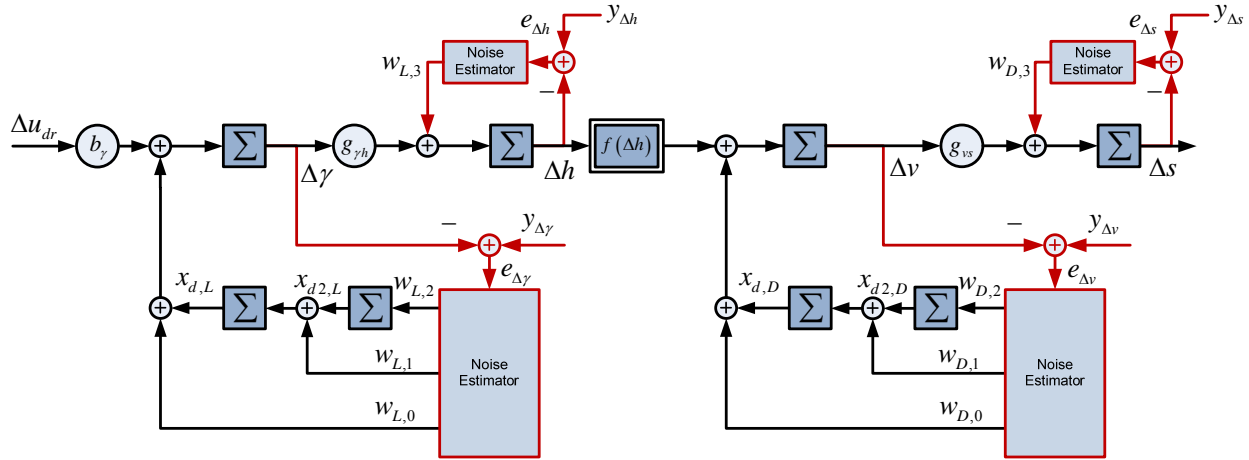 y_{Δh}
y_{Δs}
e_{Δh}
e_{Δs}
Noise
Estimator
Noise
Estimator
w_{L,3}
w_{D,3}
Δu_{dr}
b_γ
Σ
g_{γh}
Σ
f(Δh)
Σ
g_{vs}
Σ
Δγ
Δh
Δv
Δs
y_{Δγ}
y_{Δv}
e_{Δγ}
e_{Δv}
x_{d,L}
x_{d2,L}
w_{L,2}
x_{d,D}
x_{d2,D}
w_{D,2}
Σ
Σ
Σ
Σ
Noise
Estimator
Noise
Estimator
w_{L,1}
w_{D,1}
w_{L,0}
w_{D,0}